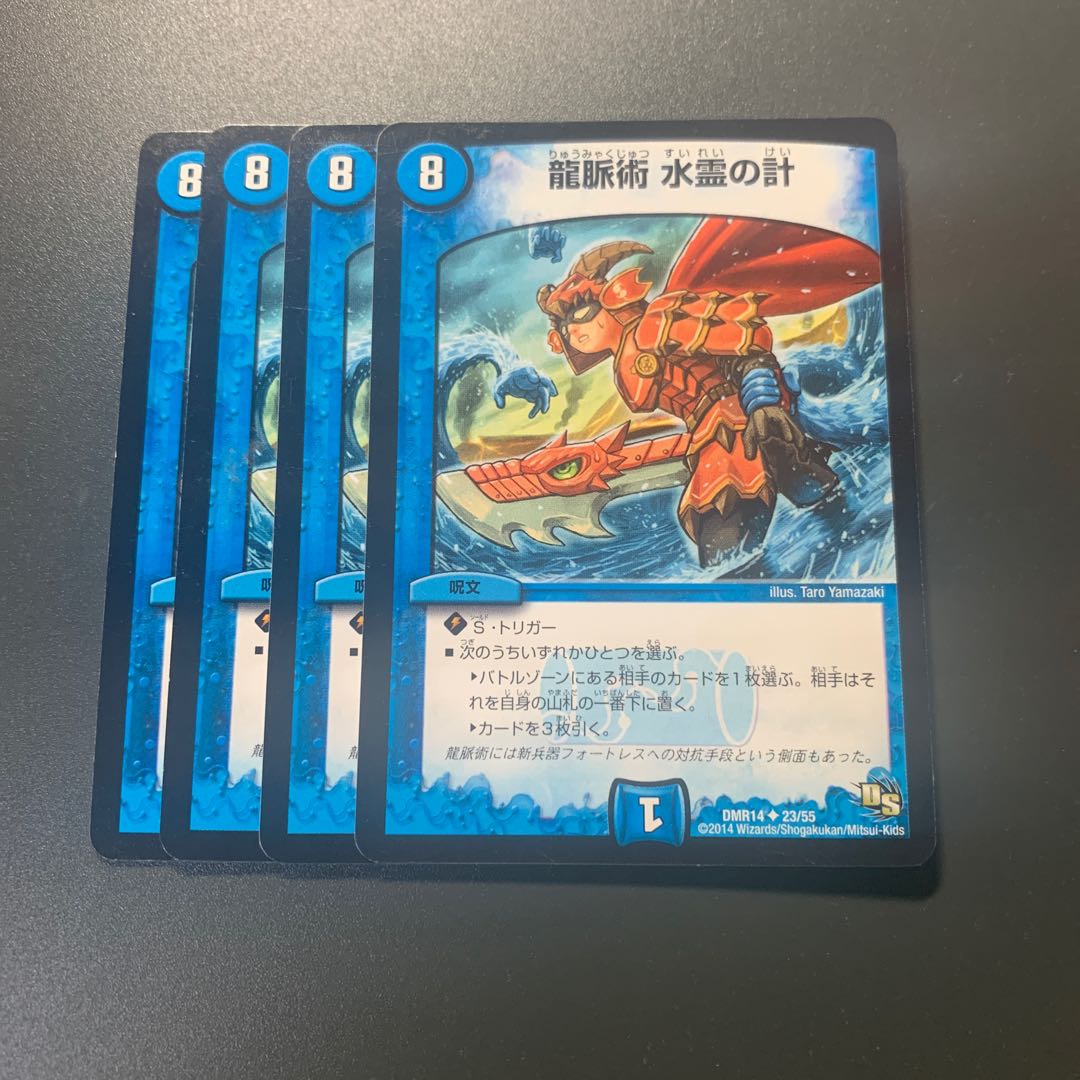 8
8
8
8
りゅうみゃくじゅつ すいれい けい
龍脈術 水霊の計
呪
呪
呪文
illus. Taro Yamazaki
シールド
S・トリガー
つぎ えら
■ 次のうちいずれかひとつを選ぶ。
あいて まいえら あいて
▶バトルゾーンにある相手のカードを1枚選ぶ。相手はそ
じしん やまふだ いちばんした お
れを自身の山札の一番下に置く。
まいひ
▶カードを3枚引く。
龍脈術には新兵器フォートレスへの対抗手段という側面もあった。
龍
龍
1
DS
DMR14 ◆ 23/55
©2014 Wizards/Shogakukan/Mitsui-Kids